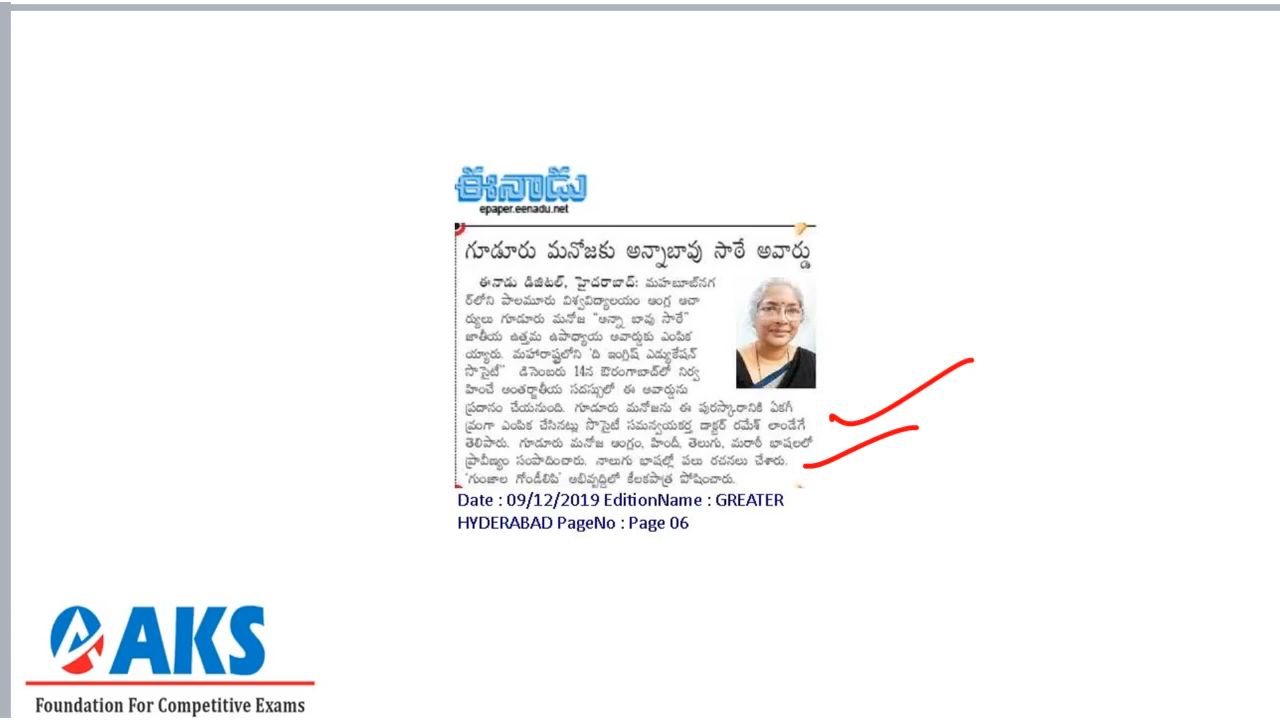 ఈనాడు
epaper.eenadu.net
గూడూరు మనోజకు అన్నాబావు సాఠే అవార్డు
ఈనాడు డిజిటల్, హైదరాబాద్: మహబూబ్‌నగ
ర్‌లోని పాలమూరు విశ్వవిద్యాలయం ఆంగ్ల ఆచా
ర్యులు గూడూరు మనోజ "అన్నా బావు సాఠే"
జాతీయ ఉత్తమ ఉపాధ్యాయ అవార్డుకు ఎంపిక
య్యారు. మహారాష్ట్రలోని 'ది ఇంగ్లిష్ ఎడ్యుకేషన్
సొసైటీ" డిసెంబరు 14న ఔరంగాబాద్‌లో నిర్వ
హించే అంతర్జాతీయ సదస్సులో ఈ అవార్డును
ప్రదానం చేయనుంది. గూడూరు మనోజను ఈ పురస్కారానికి ఏకగ్రీ
వ్రంగా ఎంపిక చేసినట్లు సొసైటీ సమన్వయకర్త డాక్టర్ రమేశ్ లాండేగే
తెలిపారు. గూడూరు మనోజ ఆంగ్లం, హిందీ, తెలుగు, మరాఠీ భాషలలో
ప్రావీణ్యం సంపాదించారు. నాలుగు భాషల్లో పలు రచనలు చేశారు.
'గుంజాల గోండీలిపి' అభివృద్ధిలో కీలకపాత్ర పోషించారు.
Date : 09/12/2019 EditionName : GREATER
HYDERABAD PageNo : Page 06
AKS
Foundation For Competitive Exams